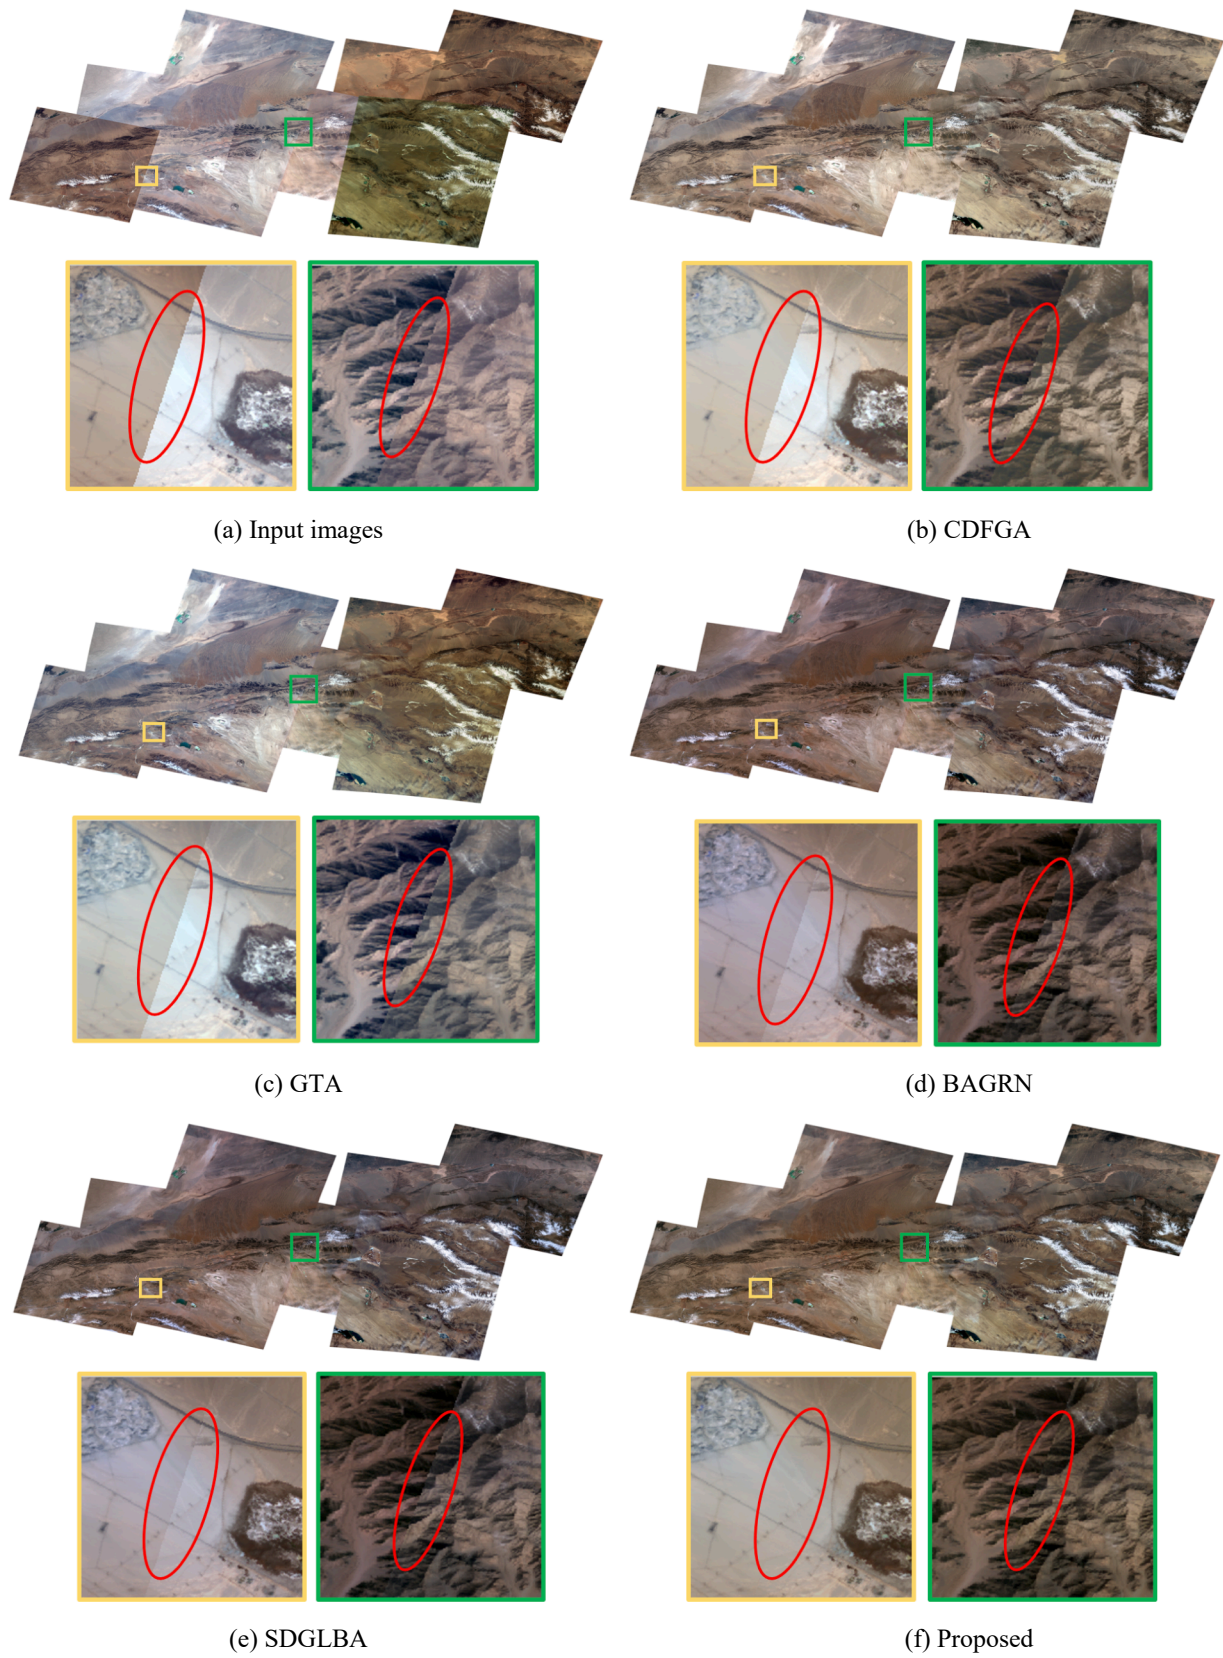 (a) Input images
(b) CDFGA
(c) GTA
(d) BAGRN
(e) SDGLBA
(f) Proposed